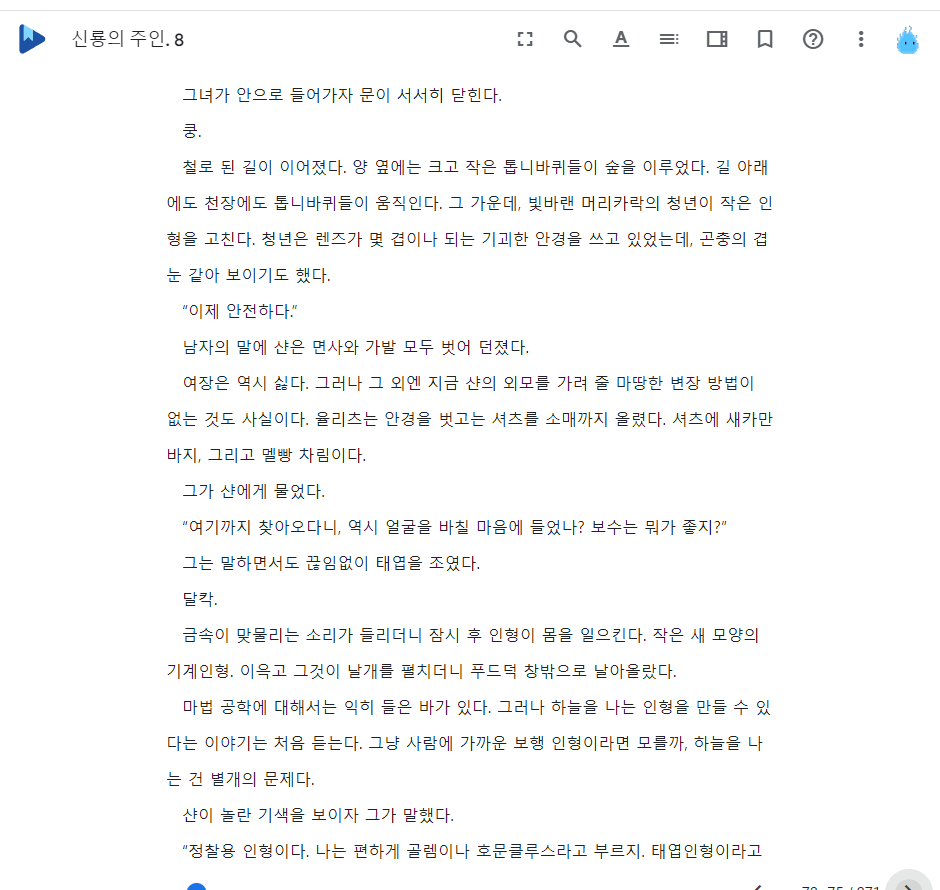 신룡의 주인. 8
그녀가 안으로 들어가자 문이 서서히 닫힌다.
쿵.
철로 된 길이 이어졌다. 양 옆에는 크고 작은 톱니바퀴들이 숲을 이루었다. 길 아래
에도 천장에도 톱니바퀴들이 움직인다. 그 가운데, 빛바랜 머리카락의 청년이 작은 인
형을 고친다. 청년은 렌즈가 몇 겹이나 되는 기괴한 안경을 쓰고 있었는데, 곤충의 겹
눈 같아 보이기도 했다.
“이제 안전하다.”
남자의 말에 샨은 면사와 가발 모두 벗어 던졌다.
여장은 역시 싫다. 그러나 그 외엔 지금 샨의 외모를 가려 줄 마땅한 변장 방법이
없는 것도 사실이다. 율리츠는 안경을 벗고는 셔츠를 소매까지 올렸다. 셔츠에 새카만
바지, 그리고 멜빵 차림이다.
그가 샨에게 물었다.
“여기까지 찾아오다니, 역시 얼굴을 바칠 마음에 들었나? 보수는 뭐가 좋지?”
그는 말하면서도 끊임없이 태엽을 조였다.
달칵.
금속이 맞물리는 소리가 들리더니 잠시 후 인형이 몸을 일으킨다. 작은 새 모양의
기계인형. 이윽고 그것이 날개를 펼치더니 푸드덕 창밖으로 날아올랐다.
마법 공학에 대해서는 익히 들은 바가 있다. 그러나 하늘을 나는 인형을 만들 수 있
다는 이야기는 처음 듣는다. 그냥 사람에 가까운 보행 인형이라면 모를까, 하늘을 나
는 건 별개의 문제다.
샨이 놀란 기색을 보이자 그가 말했다.
“정찰용 인형이다. 나는 편하게 골렘이나 호문클루스라고 부르지. 태엽인형이라고